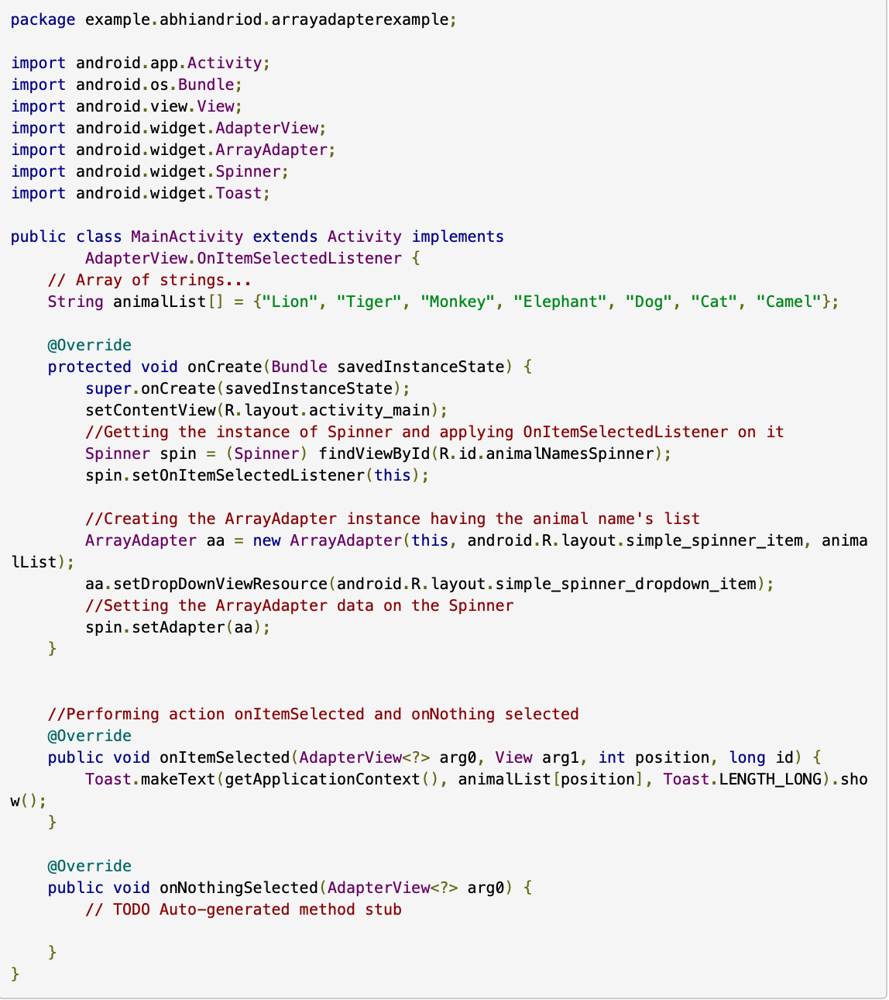 package example.abhiandriod.arrayadapterexample;

import android.app.Activity;
import android.os.Bundle;
import android.view.View;
import android.widget.AdapterView;
import android.widget.ArrayAdapter;
import android.widget.Spinner;
import android.widget.Toast;

public class MainActivity extends Activity implements
        AdapterView.OnItemSelectedListener {
    // Array of strings...
    String animalList[] = {"Lion", "Tiger", "Monkey", "Elephant", "Dog", "Cat", "Camel"};

    @Override
    protected void onCreate(Bundle savedInstanceState) {
        super.onCreate(savedInstanceState);
        setContentView(R.layout.activity_main);
        //Getting the instance of Spinner and applying OnItemSelectedListener on it
        Spinner spin = (Spinner) findViewById(R.id.animalNamesSpinner);
        spin.setOnItemSelectedListener(this);

        //Creating the ArrayAdapter instance having the animal name's list
        ArrayAdapter aa = new ArrayAdapter(this, android.R.layout.simple_spinner_item, anima
lList);
        aa.setDropDownViewResource(android.R.layout.simple_spinner_dropdown_item);
        //Setting the ArrayAdapter data on the Spinner
        spin.setAdapter(aa);
    }


    //Performing action onItemSelected and onNothing selected
    @Override
    public void onItemSelected(AdapterView<?> arg0, View arg1, int position, long id) {
        Toast.makeText(getApplicationContext(), animalList[position], Toast.LENGTH_LONG).sho
w();
    }

    @Override
    public void onNothingSelected(AdapterView<?> arg0) {
        // TODO Auto-generated method stub

    }
}